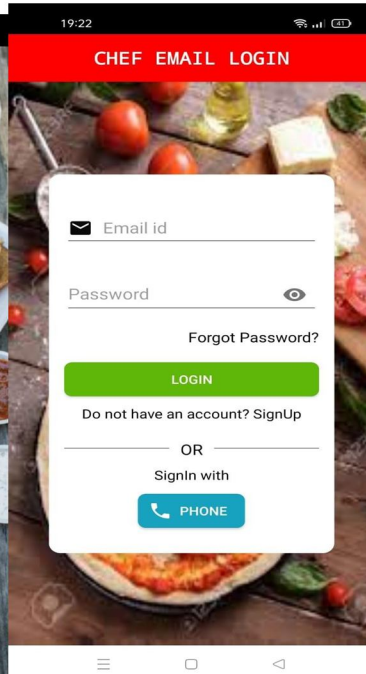 19:22
41
CHEF EMAIL LOGIN
Email id
Password
Forgot Password?
LOGIN
Do not have an account? SignUp
OR
SignIn with
PHONE